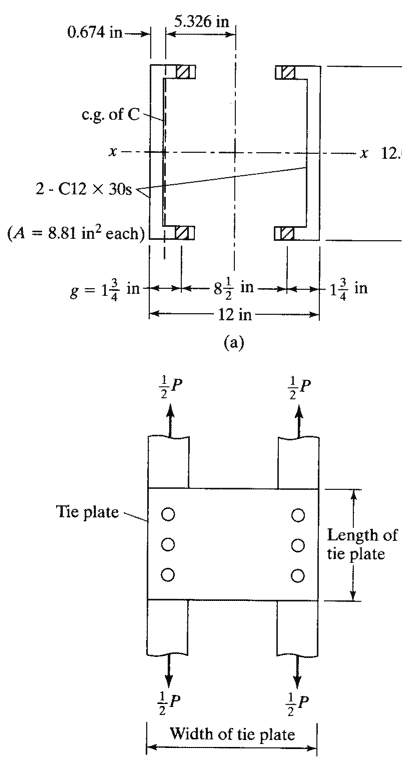 0.674 in
5.326 in
c.g. of C
x
x
12.
2 - C12 × 30s
(A = 8.81 in² each)
g = 1¾ in
8½ in
1¾ in
12 in
(a)
½P
½P
Tie plate
Length of
tie plate
½P
½P
Width of tie plate